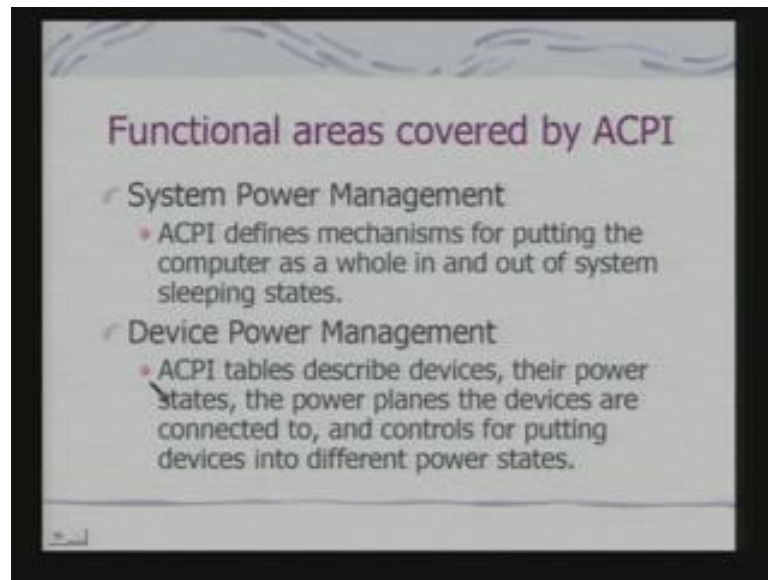 Functional areas covered by ACPI
System Power Management
ACPI defines mechanisms for putting the
computer as a whole in and out of system
sleeping states.
Device Power Management
ACPI tables describe devices, their power
states, the power planes the devices are
connected to, and controls for putting
devices into different power states.